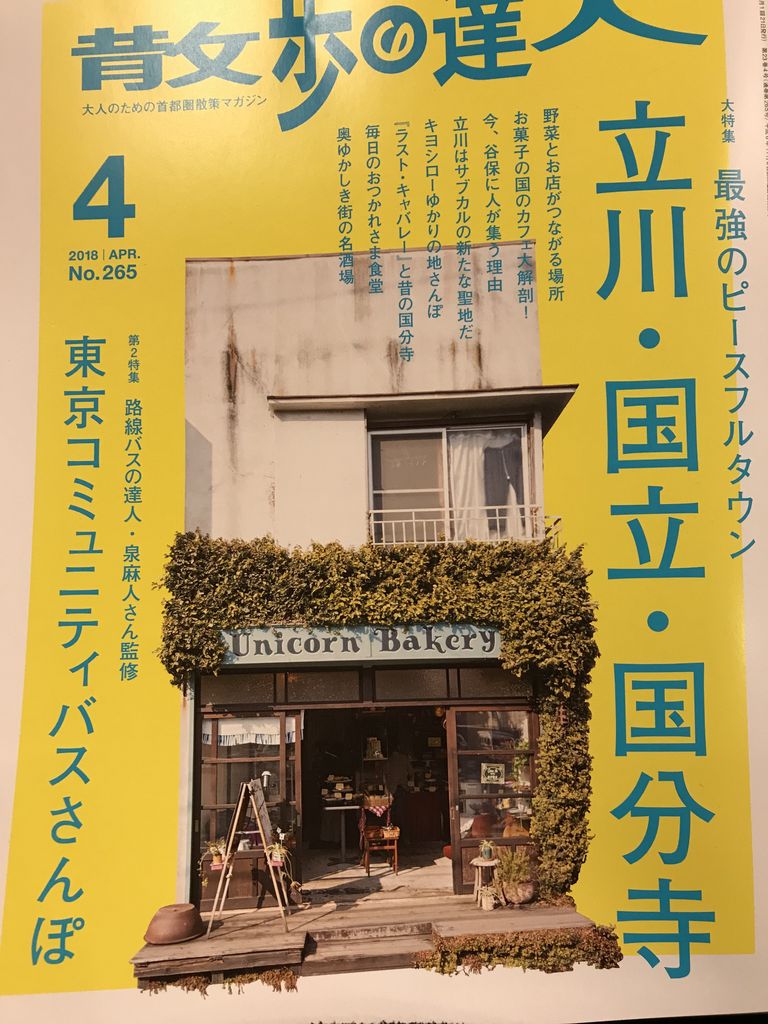 散歩の達人
大人のための首都圏散策マガジン
4
2018 | APR.
No.265
大特集 最強のピースフルタウン
立川・国立・国分寺
野菜とお店がつながる場所
お菓子の国のカフェ大解剖!
今、谷保に人が集う理由
立川はサブカルの新たな聖地だ
キヨシローゆかりの地さんぽ
『ラスト・キャバレー』と昔の国分寺
毎日のおつかれさま食堂
奥ゆかしき街の名酒場
第2特集 路線バスの達人・泉麻人さん監修
東京コミュニティバスさんぽ
Unicorn Bakery